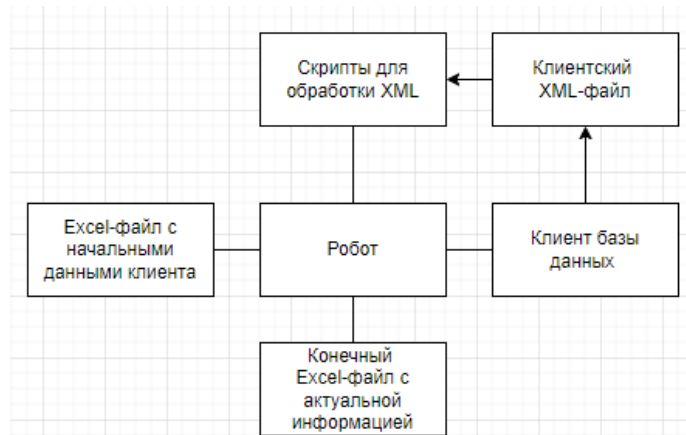 Скрипты для
обработки XML
Клиентский
XML-файл
Excel-файл с
начальными
данными клиента
Робот
Клиент базы
данных
Конечный
Excel-файл с
актуальной
информацией